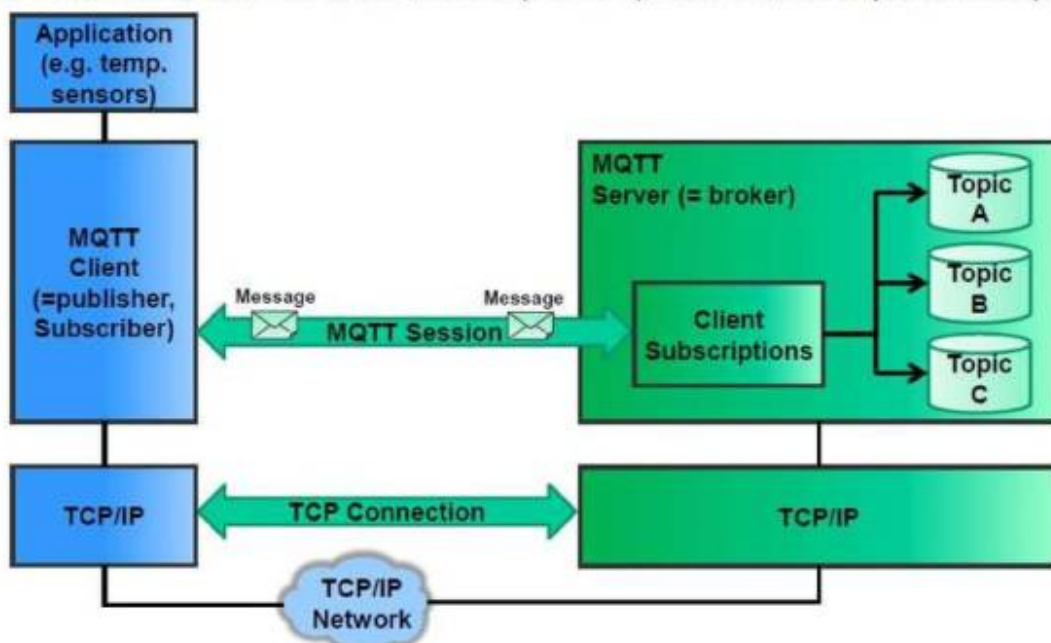 Application
(e.g. temp.
sensors)
MQTT
Client
(=publisher,
Subscriber)
Message
Message
MQTT Session
MQTT
Server (= broker)
Client
Subscriptions
Topic
A
Topic
B
Topic
C
TCP/IP
TCP Connection
TCP/IP
TCP/IP
Network